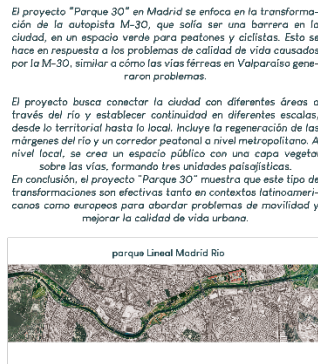 El proyecto "Parque 30" en Madrid se enfoca en la transforma-
ción de la autopista M-30, que solía ser una barrera en la
ciudad, en un espacio verde para peatones y ciclistas. Esto se
hace en respuesta a los problemas de calidad de vida causados
por la M-30, similar a cómo las vías férreas en Valparaíso gene-
raron problemas.
El proyecto busca conectar la ciudad con diferentes áreas a
través del río y establecer continuidad en diferentes escalas,
desde lo territorial hasta lo local. Incluye la regeneración de las
márgenes del río y un corredor peatonal a nivel metropolitano. A
nivel local, se crea un espacio público con una capa vegetal
sobre las vías, formando tres unidades paisajísticas.
En conclusión, el proyecto "Parque 30" muestra que este tipo de
transformaciones son efectivas tanto en contextos latinoameri-
canos como europeos para abordar problemas de movilidad y
mejorar la calidad de vida urbana.
parque Lineal Madrid Río